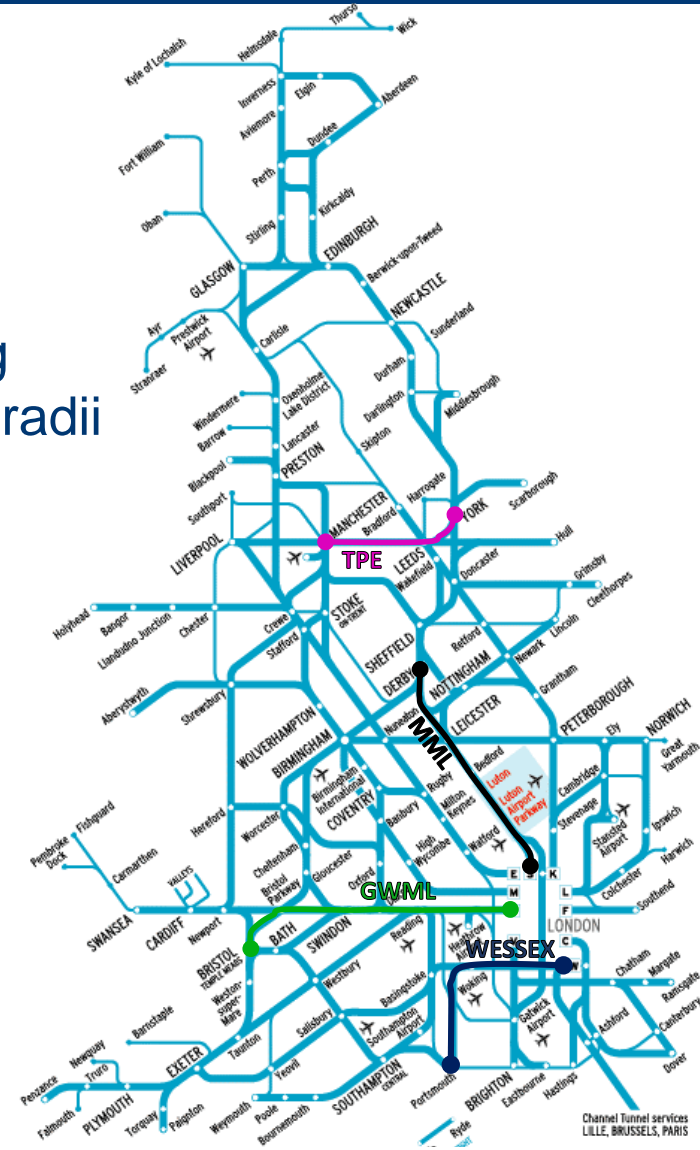 Thurso
Wick
Helmsdale
Kyle of Lochalsh
Inverness
Elgin
Aberdeen
Aviemore
Dundee
Fort William
Perth
Kirkcaldy
Oban
Stirling
EDINBURGH
Berwick-upon-Tweed
GLASGOW
NEWCASTLE
Ayr
Prestwick
Airport
Carlisle
Sunderland
g
radii
Stranraer
Durham
Oxenholme
Lake District
Darlington
Middlesbrough
Windermere
Barrow
Lancaster
Skipton
Blackpool
PRESTON
Harrogate
Scarborough
Southport
MANCHESTER
Bradford
YORK
LIVERPOOL
TPE
LEEDS
Wakefield
Hull
Doncaster
Grimsby
Cleethorpes
Holyhead
Bangor
Llandudno Junction
Chester
Crewe
STOKE
ON-TRENT
Stafford
SHEFFIELD
Retford
Lincoln
Newark
DERBY
NOTTINGHAM
Grantham
Aberystwyth
Shrewsbury
WOLVERHAMPTON
BIRMINGHAM
Nuneaton
LEICESTER
MML
PETERBOROUGH
Ely
NORWICH
Great
Yarmouth
Bedford
Birmingham
International
COVENTRY
Rugby
Milton
Keynes
Luton
Luton
Airport
Parkway
Cambridge
Stevenage
Stansted
Airport
Ipswich
Harwich
Hereford
Worcester
Banbury
Watford
High
Wycombe
Fishguard
Pembroke
Dock
Carmarthen
Cheltenham
Gloucester
Oxford
E
K
Colchester
VALLEYS
Bristol
Parkway
GWML
M
L
Southend
SWANSEA
CARDIFF
Newport
F
LONDON
BRISTOL
TEMPLE MEADS
BATH
SWINDON
Reading
Heathrow
C
WESSEX
W
Weston-
super-
Mare
Westbury
Basingstoke
Woking
Chatham
Margate
Ramsgate
Barnstaple
Taunton
Salisbury
Southampton
Airport
Gatwick
Airport
Ashford
Canterbury
Newquay
Truro
EXETER
Yeovil
Dover
Penzance
Falmouth
PLYMOUTH
Torquay
Paignton
Weymouth
Poole
Bournemouth
SOUTHAMPTON
CENTRAL
Portsmouth
BRIGHTON
Eastbourne
Hastings
Ryde
Channel Tunnel services
LILLE, BRUSSELS, PARIS